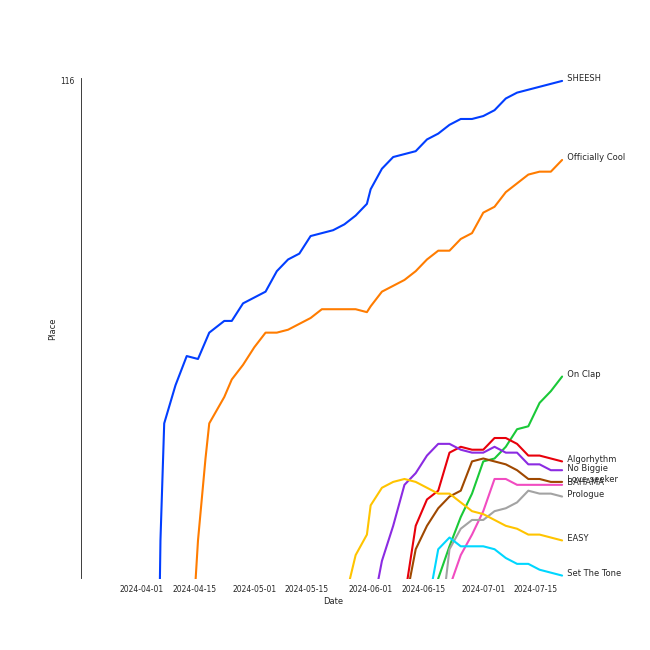 116
SHEESH
Officially Cool
On Clap
Algorhythm
No Biggie
Prologue
EASY
Set The Tone
Place
2024-04-01
2024-04-15
2024-05-01
2024-05-15
2024-06-01
2024-06-15
2024-07-01
2024-07-15
Date